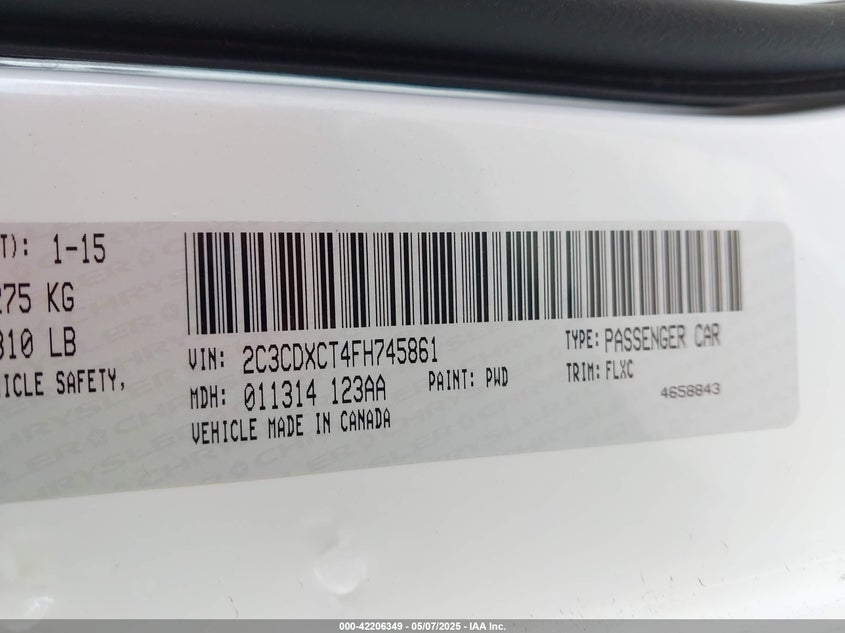 T): 1-15
275 KG
310 LB
HICLE SAFETY,
VIN: 2C3CDXCT4FH745861
TYPE: PASSENGER CAR
MDH: 011314 123AA
PAINT: PWD
TRIM: FLXC
VEHICLE MADE IN CANADA
4658843
000-42206349 - 05/07/2025 - IAA Inc.